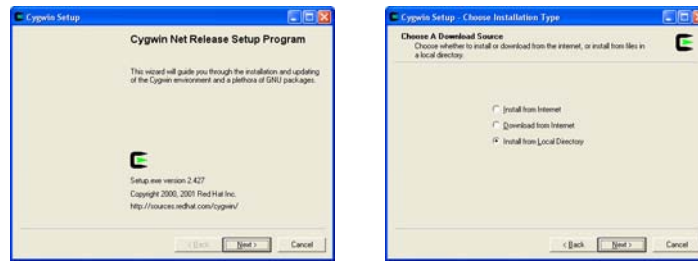 Cygwin Setup
Cygwin Net Release Setup Program
This wizard will guide you through the installation and updating
of the Cygwin environment and a plethora of GNU packages.
Setup.exe version 2.427
Copyright 2000, 2001 Red Hat Inc.
http://sources.redhat.com/cygwin/
< Back
Next >
Cancel
Cygwin Setup - Choose Installation Type
Choose A Download Source
Choose whether to install or download from the internet, or install from files in
a local directory.
Install from Internet
Download from Internet
Install from Local Directory
< Back
Next >
Cancel